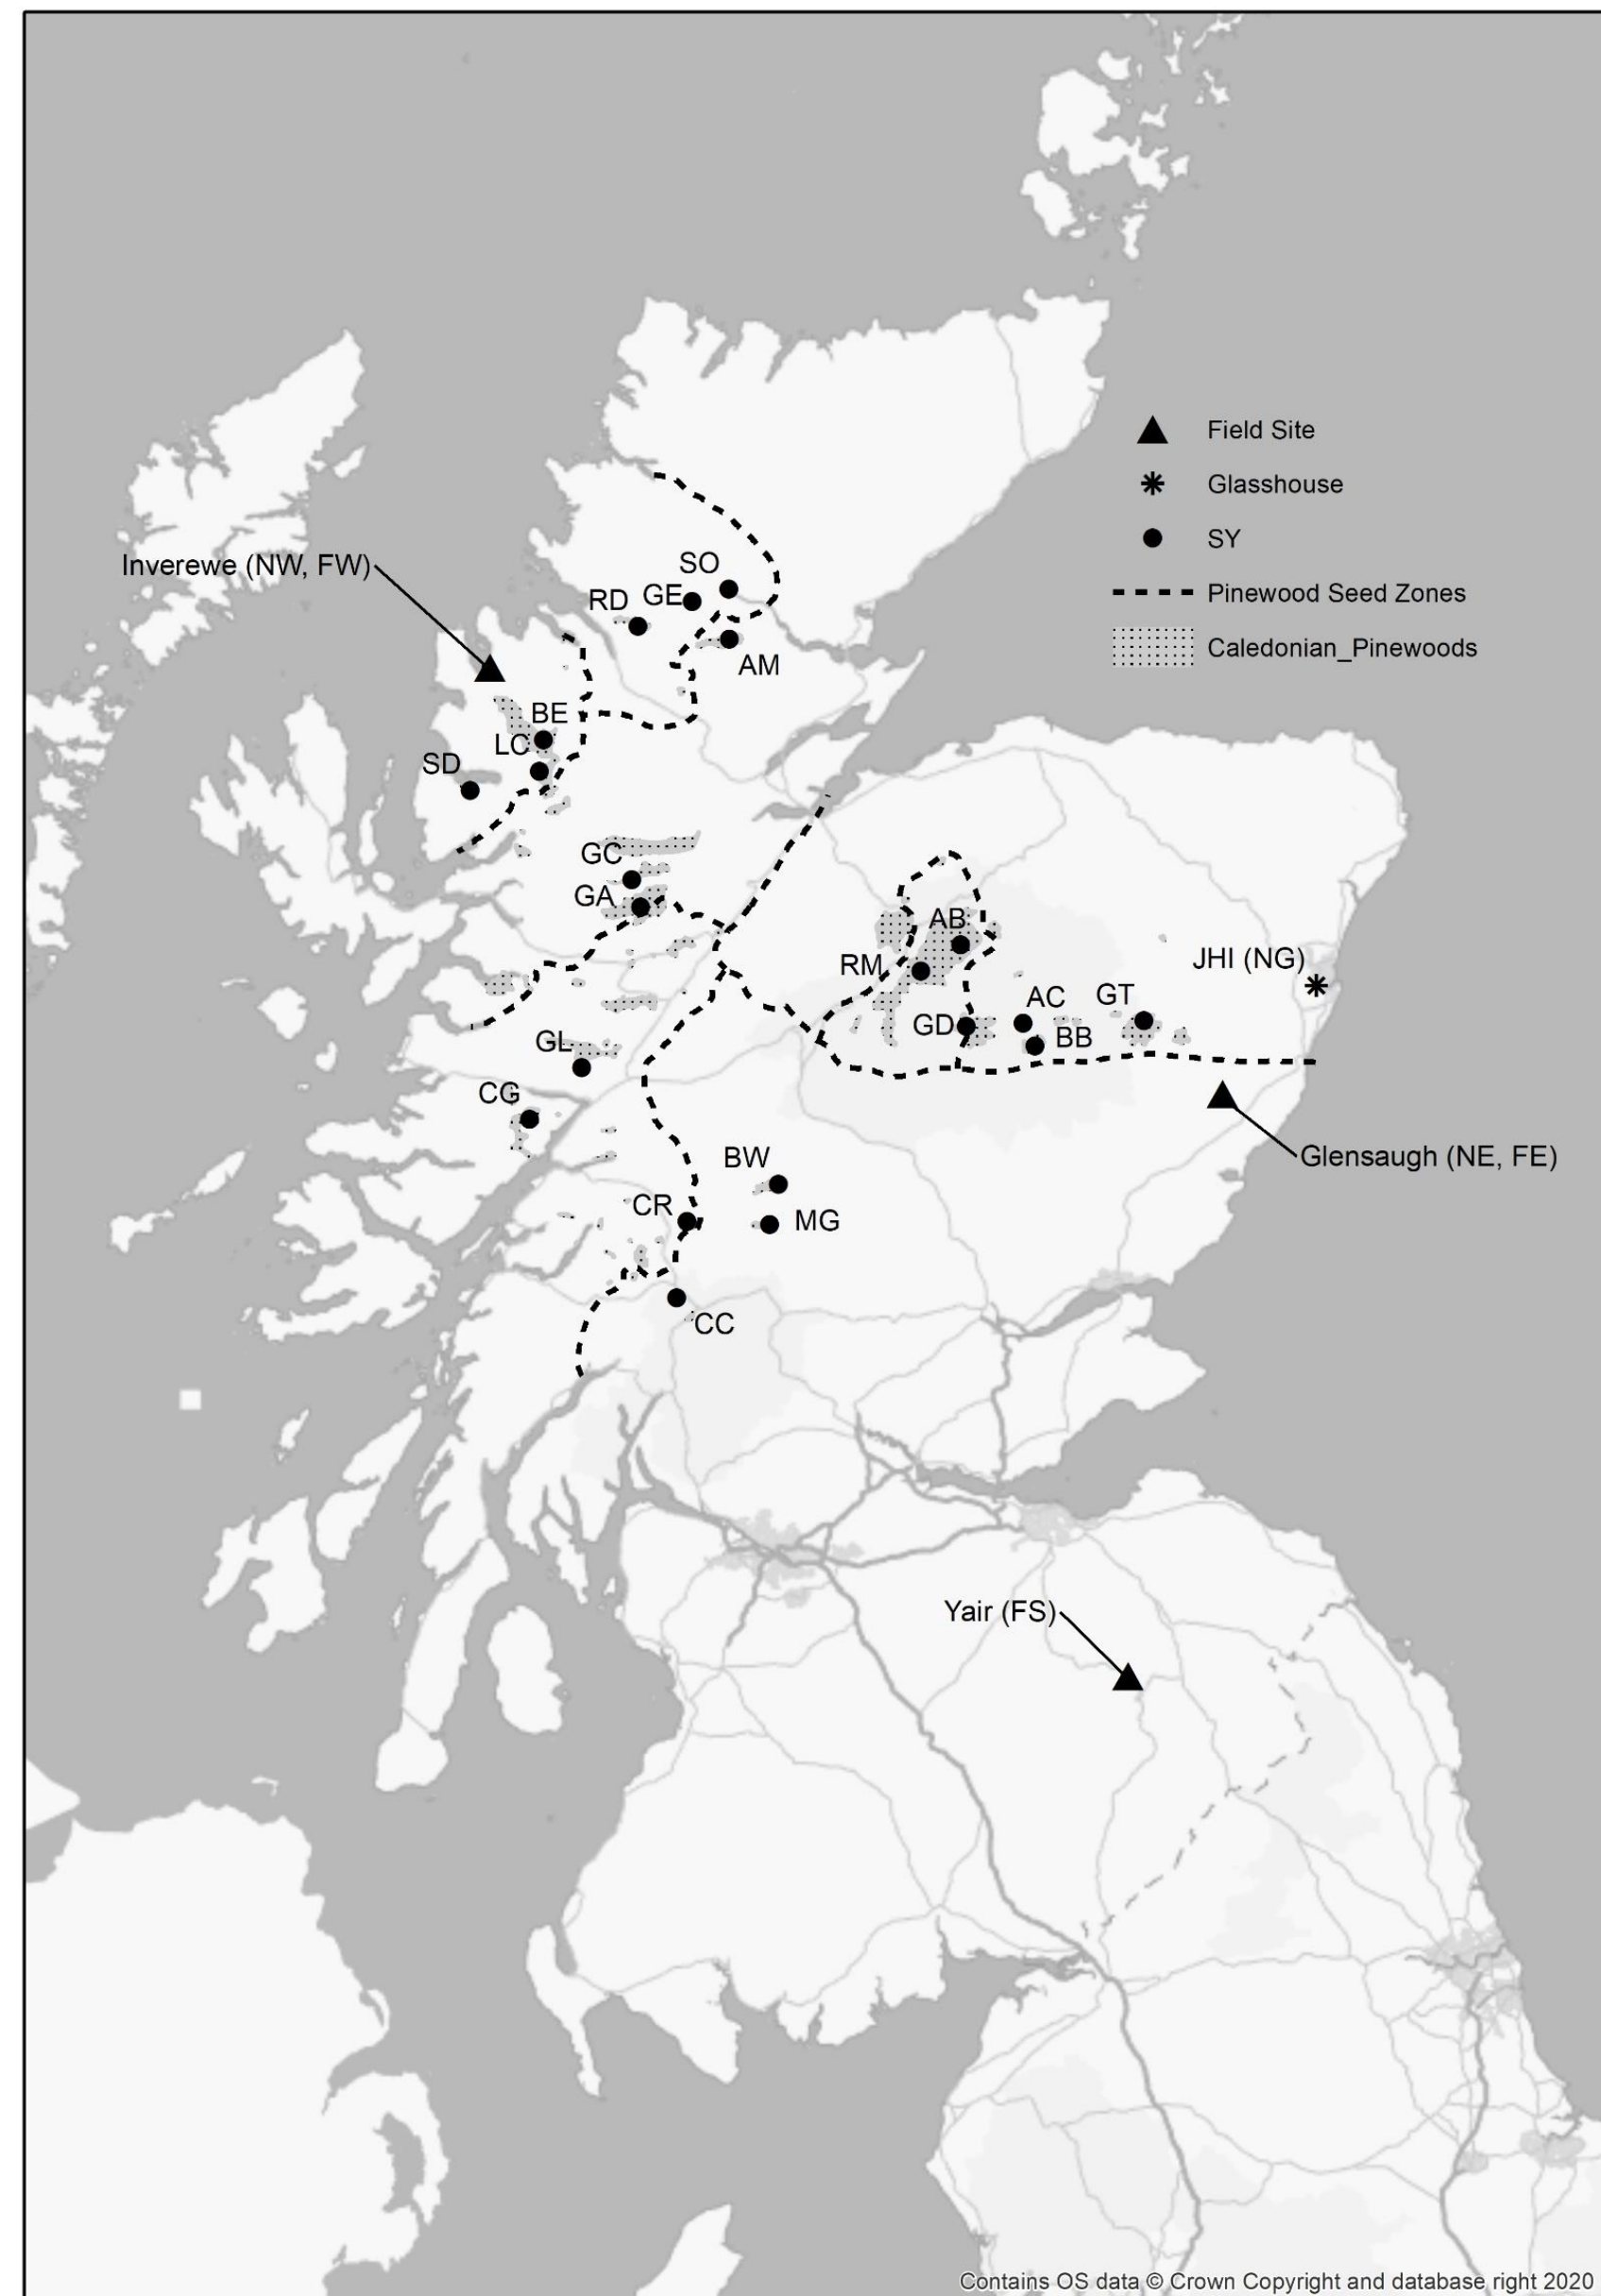 Field Site
Glasshouse
SY
Pinewood Seed Zones
Caledonian_Pinewoods
Inverewe (NW, FW)
SO
GE
RD
AM
BE
LC
SD
GC
GA
AB
RM
JHI (NG)
AC
GT
GD
BB
GL
CG
Glensaugh (NE, FE)
BW
CR
MG
CC
Yair (FS)
Contains OS data © Crown Copyright and database right 2020